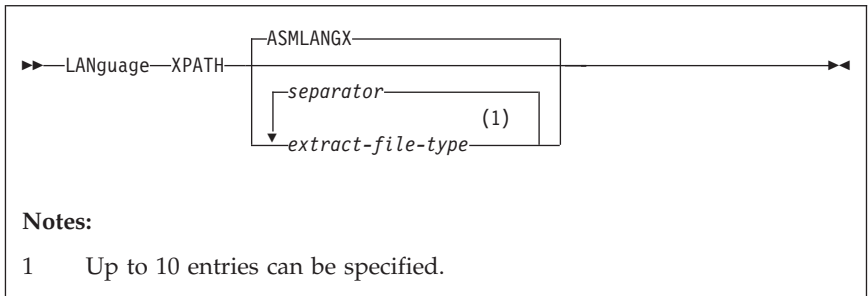 ASMLANGX
LANguage XPATH
separator
(1)
extract-file-type
Notes:
1 Up to 10 entries can be specified.